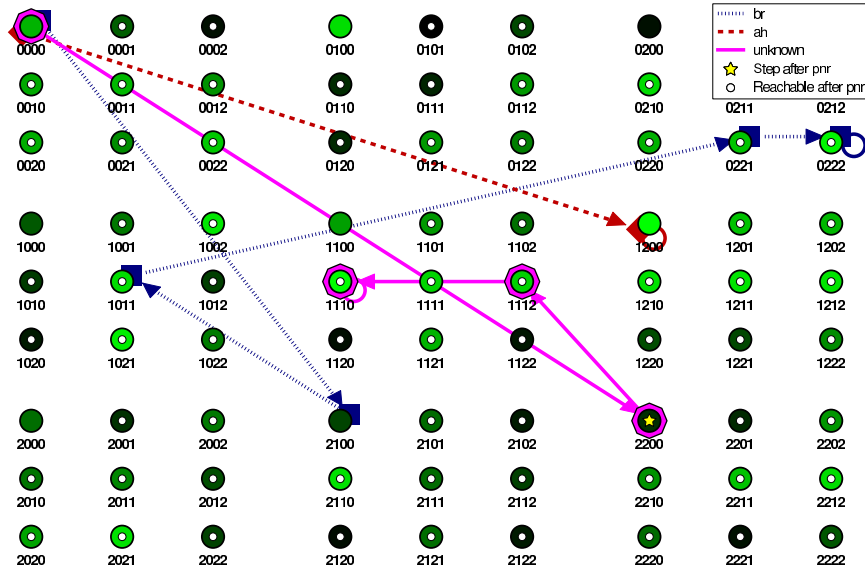 br
ah
unknown
Step after pnr
Reachable after pnr
0000 0001 0002 0100 0101 0102 0200
0010 0011 0012 0110 0111 0112 0210 0211 0212
0020 0021 0022 0120 0121 0122 0220 0221 0222
1000 1001 1002 1100 1101 1102 1200 1201 1202
1010 1011 1012 1110 1111 1112 1210 1211 1212
1020 1021 1022 1120 1121 1122 1220 1221 1222
2000 2001 2002 2100 2101 2102 2200 2201 2202
2010 2011 2012 2110 2111 2112 2210 2211 2212
2020 2021 2022 2120 2121 2122 2220 2221 2222